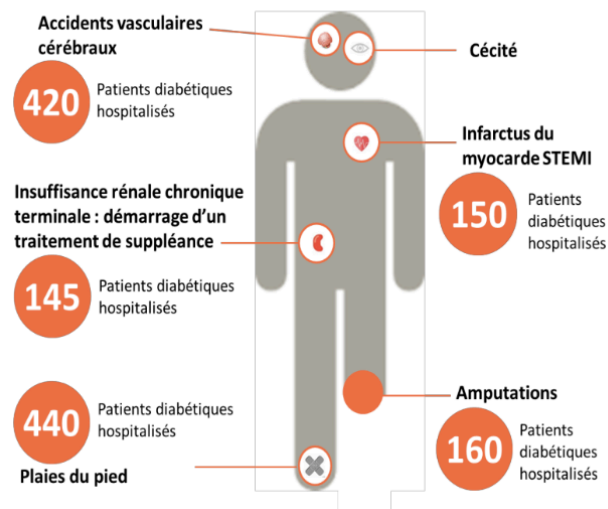 Accidents vasculaires
cérébraux
420
Patients diabétiques
hospitalisés
Cécité
Infarctus du
myocarde STEMI
150
Patients
diabétiques
hospitalisés
Insuffisance rénale chronique
terminale : démarrage d'un
traitement de suppléance
145
Patients diabétiques
hospitalisés
440
Patients diabétiques
hospitalisés
Plaies du pied
Amputations
160
Patients
diabétiques
hospitalisés